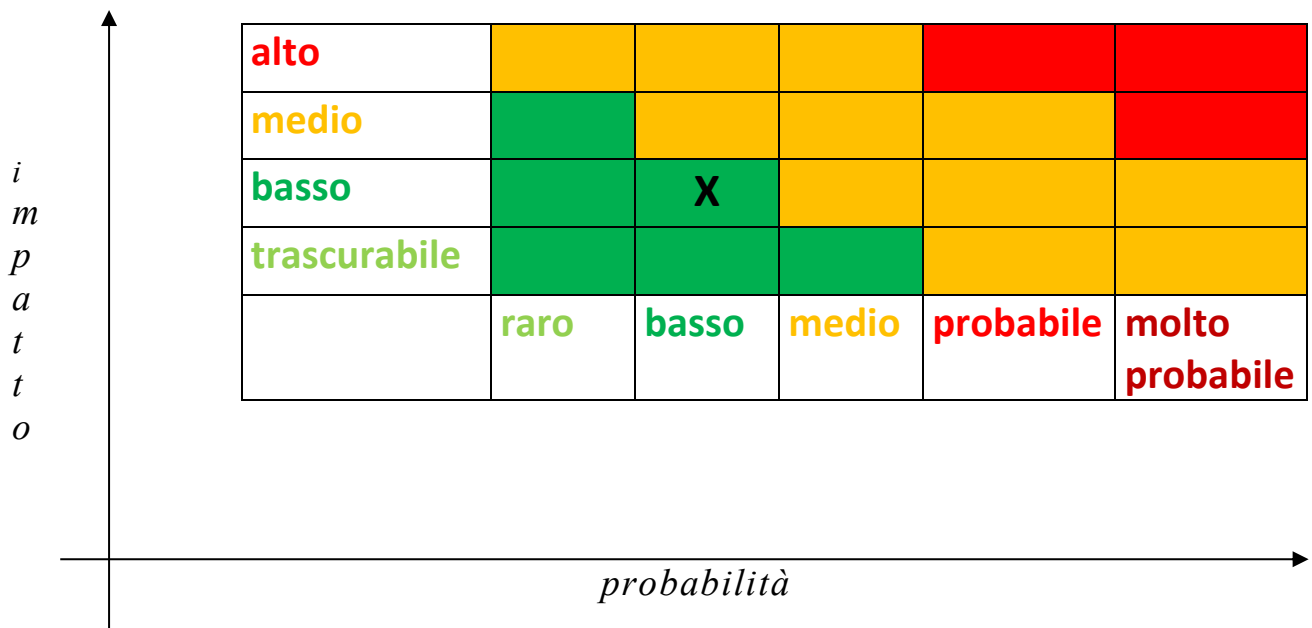 i
m
p
a
t
t
o
alto
medio
basso X
trascurabile
raro basso medio probabile molto
probabile
probabilità